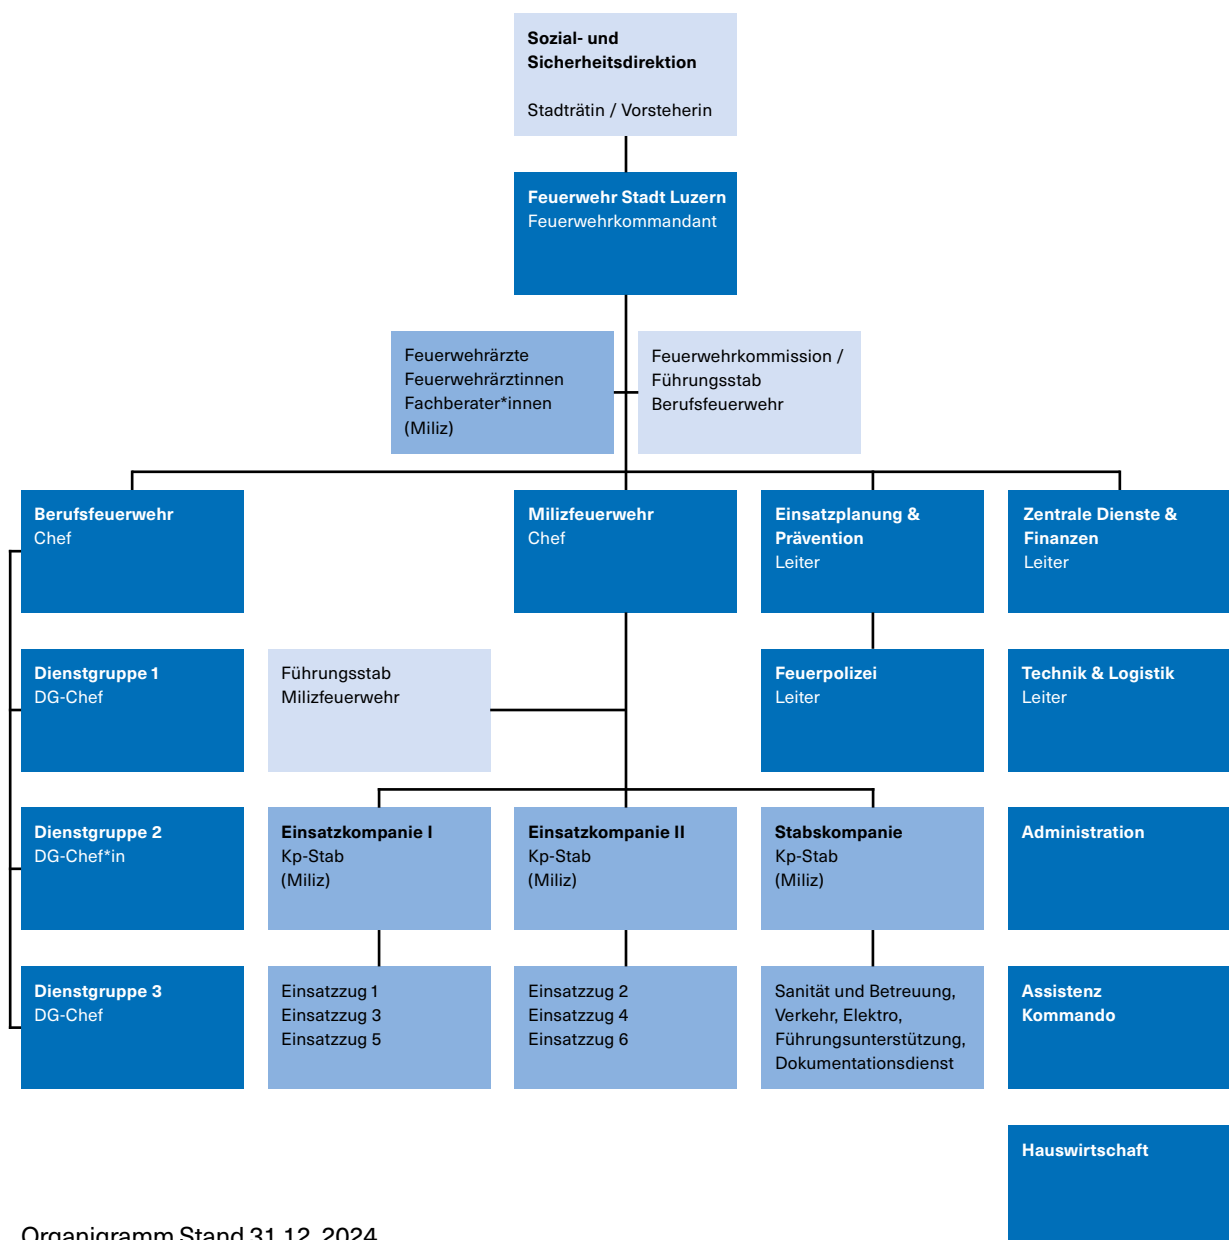 Sozial- und
Sicherheitsdirektion
Stadträtin / Vorsteherin
Feuerwehr Stadt Luzern
Feuerwehrkommandant
Feuerwehrärzte
Feuerwehrärztinnen
Fachberater*innen
(Miliz)
Feuerwehrkommission /
Führungsstab
Berufsfeuerwehr
Berufsfeuerwehr
Chef
Milizfeuerwehr
Chef
Einsatzplanung &
Prävention
Leiter
Zentrale Dienste &
Finanzen
Leiter
Dienstgruppe 1
DG-Chef
Führungsstab
Milizfeuerwehr
Feuerpolizei
Leiter
Technik & Logistik
Leiter
Dienstgruppe 2
DG-Chef*in
Einsatzkompanie I
Kp-Stab
(Miliz)
Einsatzkompanie II
Kp-Stab
(Miliz)
Stabskompanie
Kp-Stab
(Miliz)
Administration
Dienstgruppe 3
DG-Chef
Einsatzzug 1
Einsatzzug 3
Einsatzzug 5
Einsatzzug 2
Einsatzzug 4
Einsatzzug 6
Sanität und Betreuung,
Verkehr, Elektro,
Führungsunterstützung,
Dokumentationsdienst
Assistenz
Kommando
Hauswirtschaft
Organigramm Stand 31.12. 2024